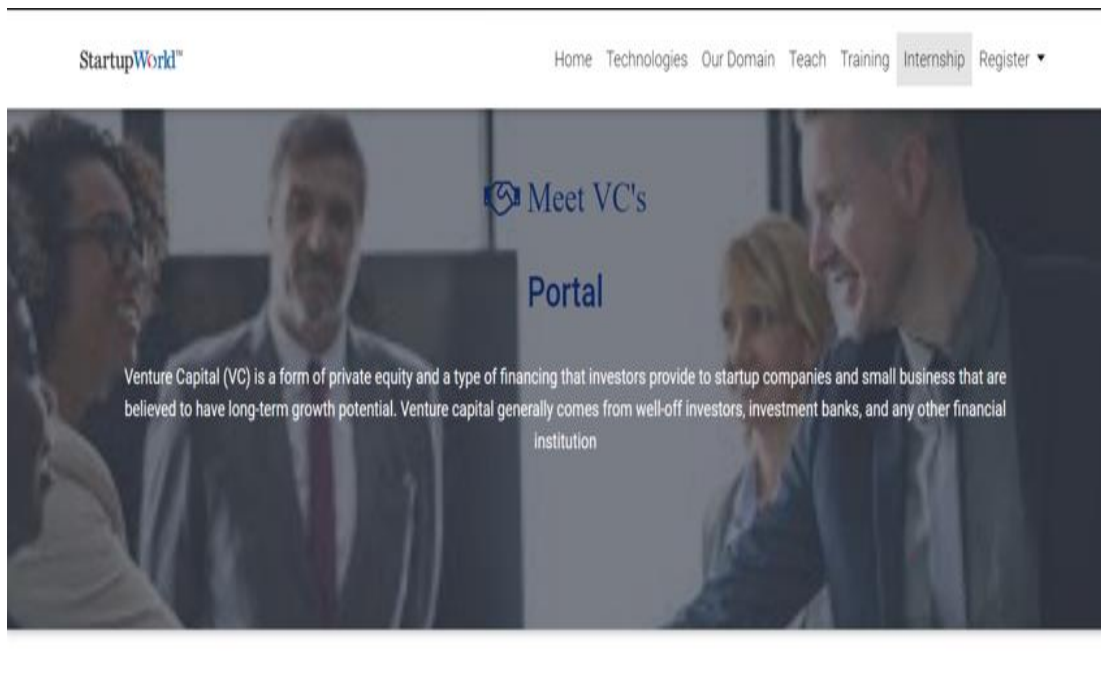 StartupWorld™
Home Technologies Our Domain Teach Training Internship Register
Meet VC's
Portal
Venture Capital (VC) is a form of private equity and a type of financing that investors provide to startup companies and small business that are
believed to have long-term growth potential. Venture capital generally comes from well-off investors, investment banks, and any other financial
institution